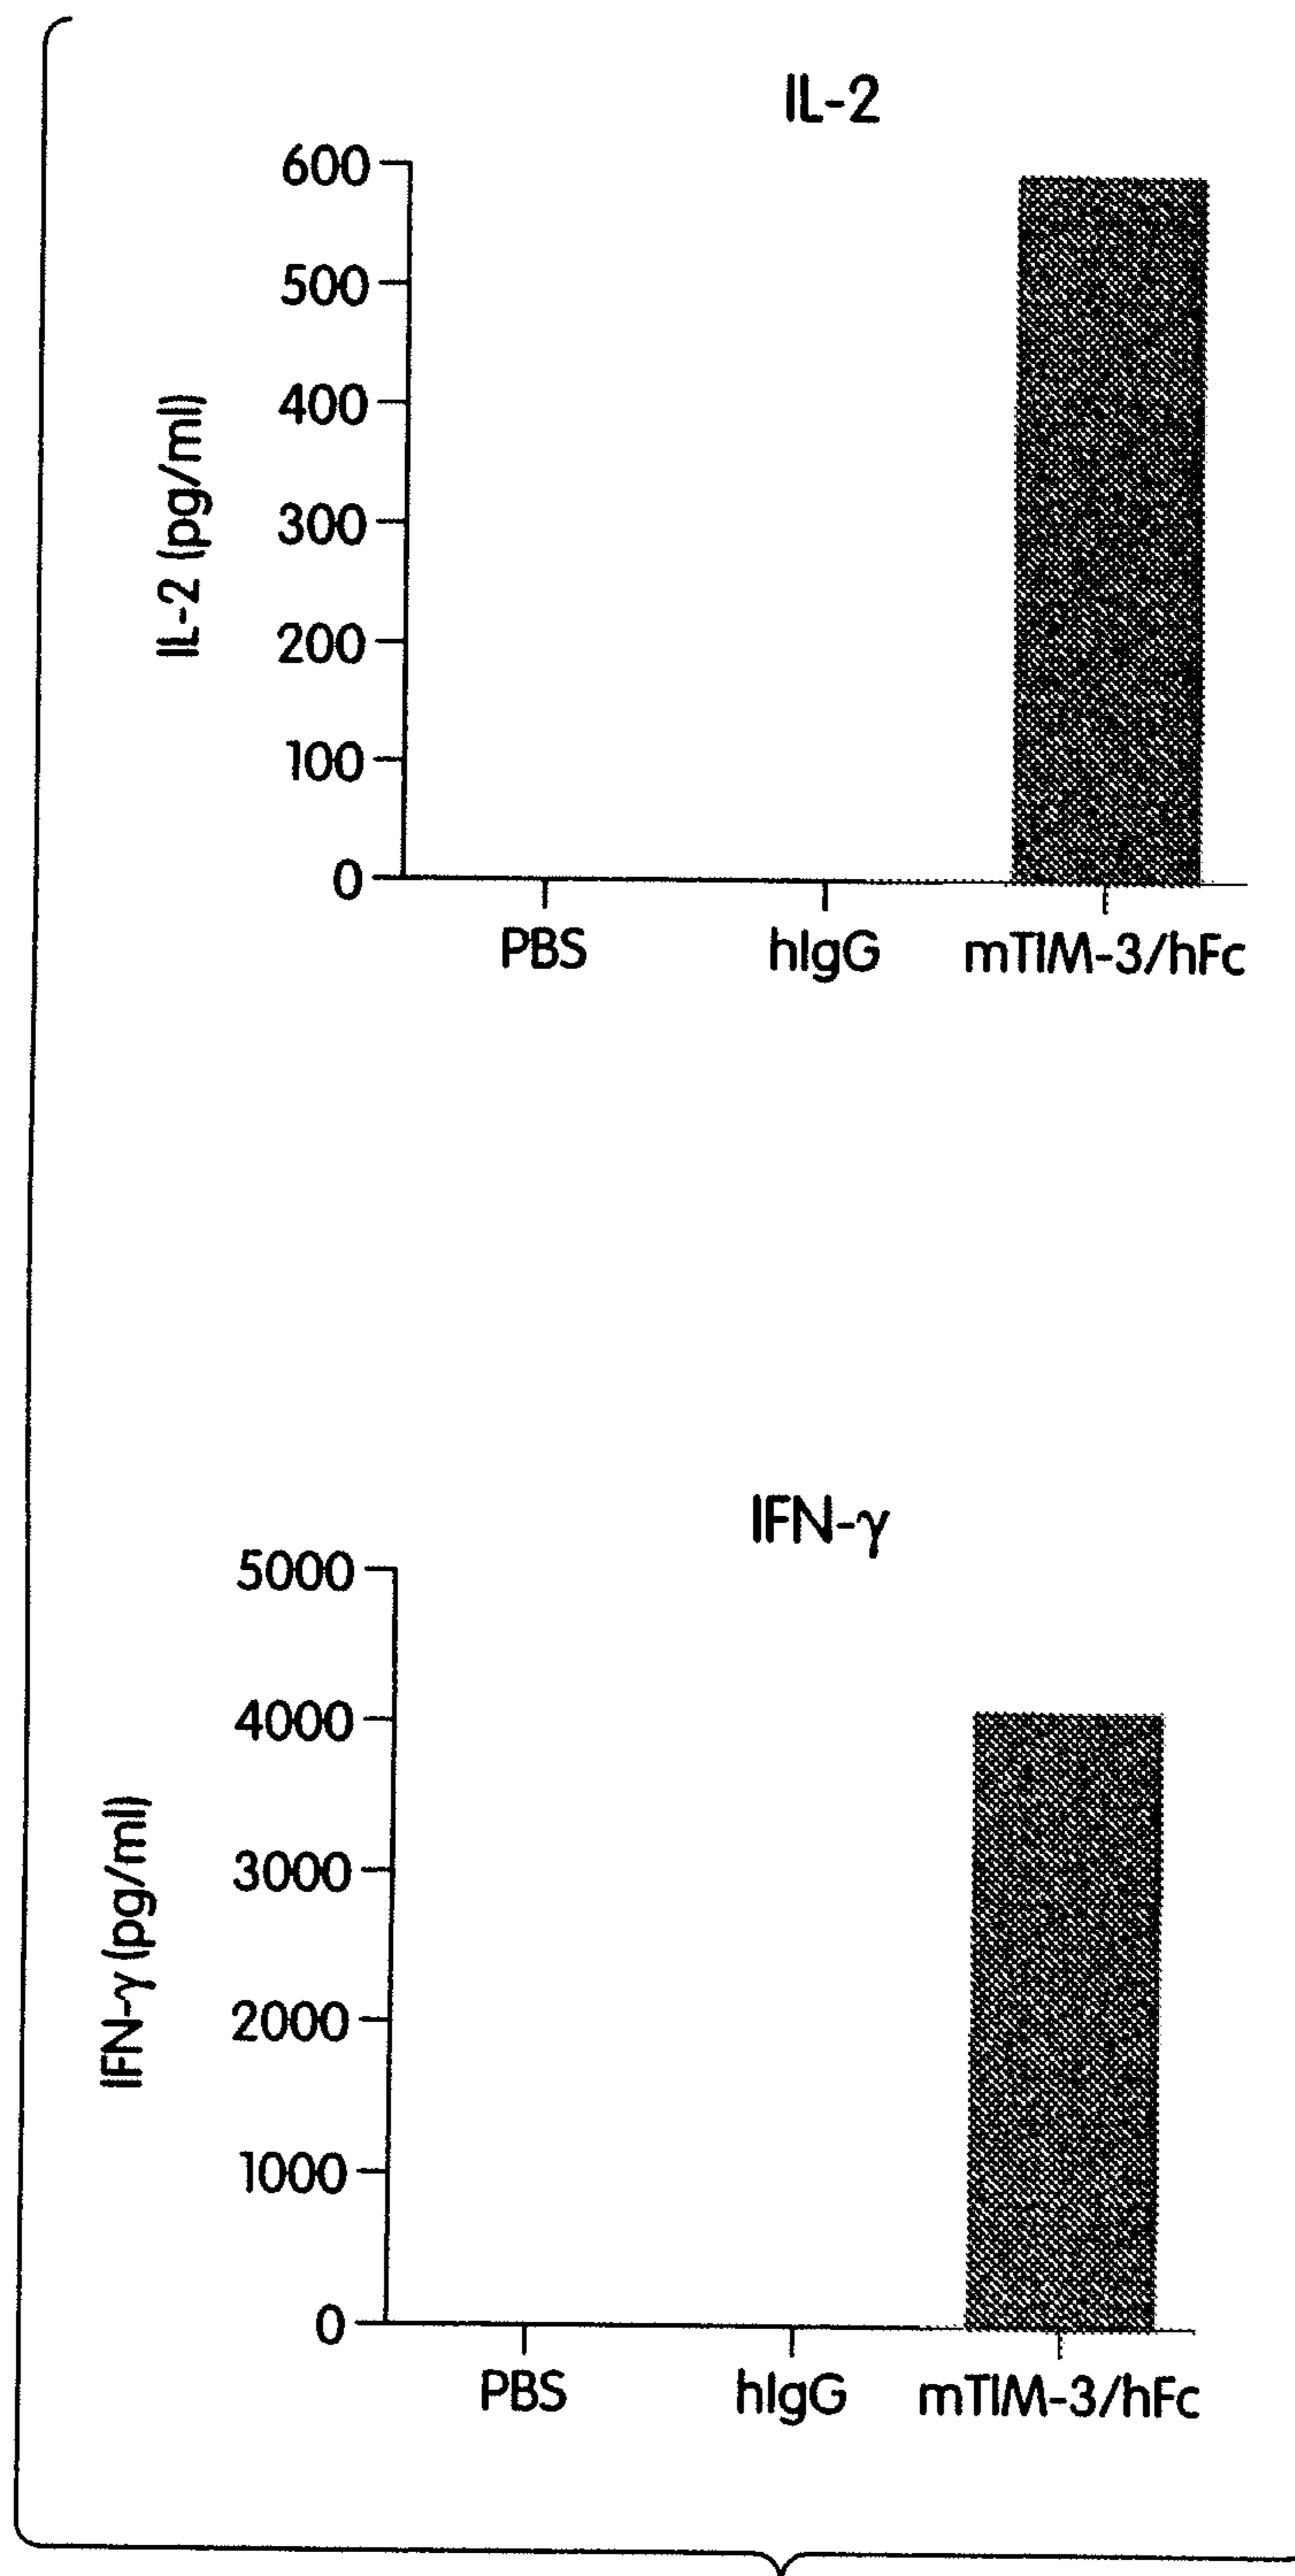 IL-2
600
500
400
300
200
100
0
IL-2 (pg/ml)
PBS hIgG mTIM-3/hFc
IFN-γ
5000
4000
3000
2000
1000
0
IFN-γ (pg/ml)
PBS hIgG mTIM-3/hFc